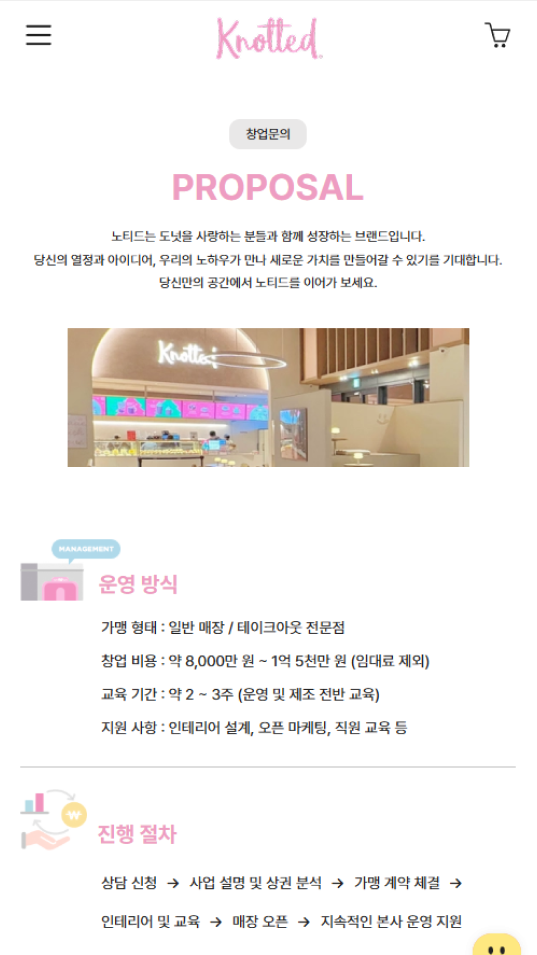 Knotted
창업문의
PROPOSAL
노티드는 도넛을 사랑하는 분들과 함께 성장하는 브랜드입니다.
당신의 열정과 아이디어, 우리의 노하우가 만나 새로운 가치를 만들어갈 수 있기를 기대합니다.
당신만의 공간에서 노티드를 이어가 보세요.
Knotted
MANAGEMENT
운영 방식
가맹 형태 : 일반 매장 / 테이크아웃 전문점
창업 비용 : 약 8,000만 원 ~ 1억 5천만 원 (임대료 제외)
교육 기간 : 약 2 ~ 3주 (운영 및 제조 전반 교육)
지원 사항 : 인테리어 설계, 오픈 마케팅, 직원 교육 등
₩
진행 절차
상담 신청 → 사업 설명 및 상권 분석 → 가맹 계약 체결 →
인테리어 및 교육 → 매장 오픈 → 지속적인 본사 운영 지원